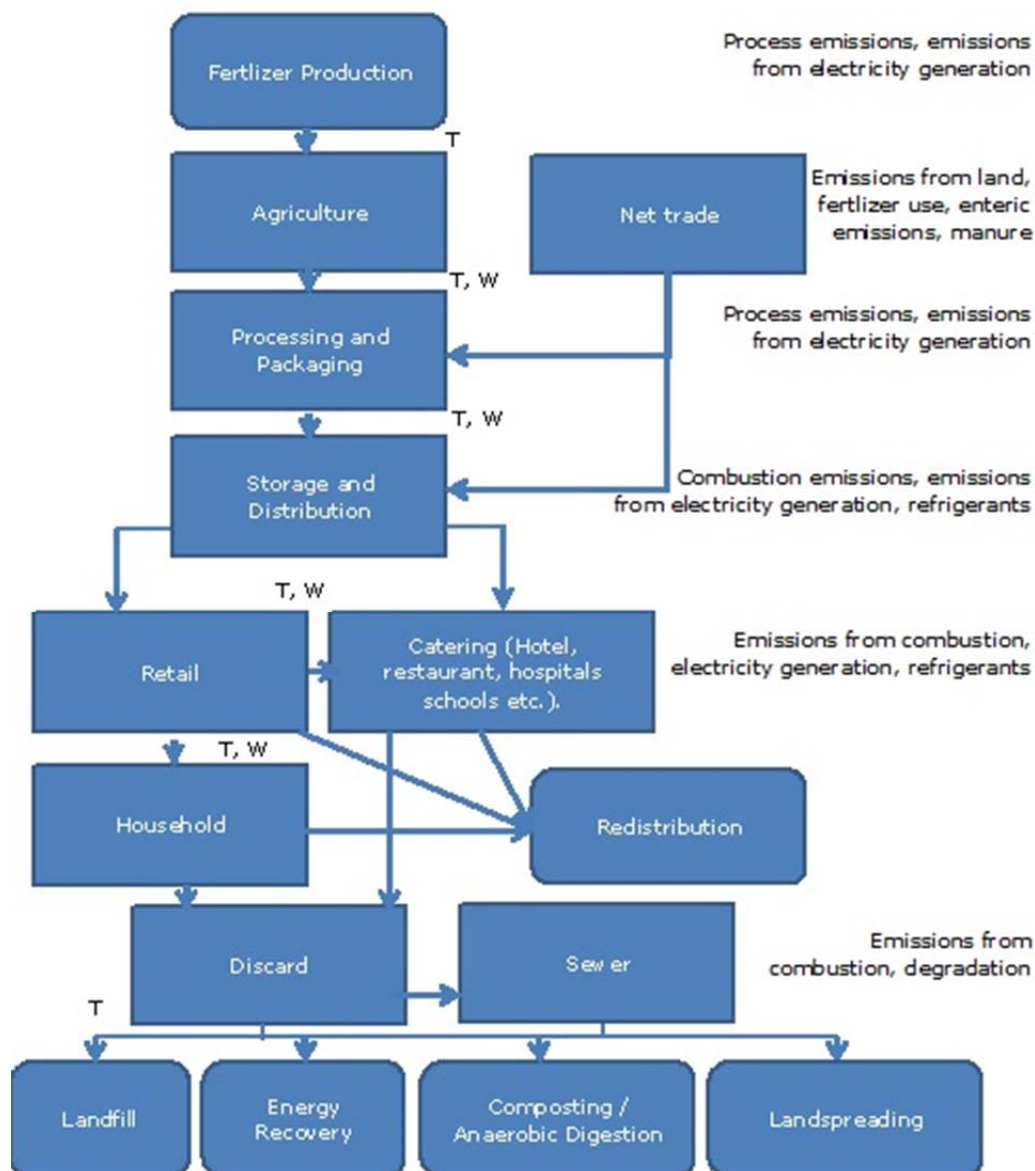 Process emissions, emissions
from electricity generation
Fertlizer Production
T
Agriculture
Net trade
Emissions from land,
fertlizer use, enteric
emissions, manure
T, W
Processing and
Packaging
Process emissions, emissions
from electricity generation
T, W
Storage and
Distribution
Combustion emissions, emissions
from electricity generation, refrigerants
T, W
Retail
Catering (Hotel,
restaurant, hospitals
schools etc.).
Emissions from combustion,
electricity generation, refrigerants
T, W
Household
Redistribution
Discard
Sewer
Emissions from
combustion, degradation
T
Landfill
Energy
Recovery
Composting /
Anaerobic Digestion
Landspreading